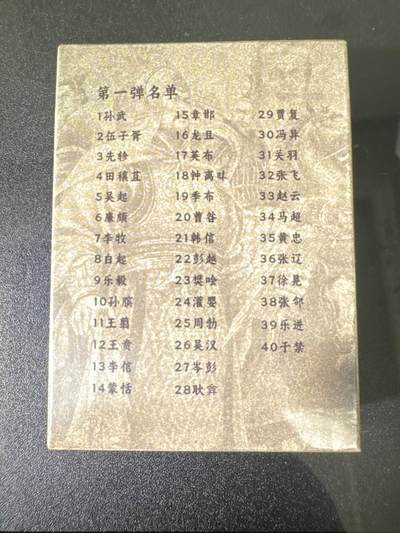 第一弹名单
1孙武
2伍子胥
3先轸
4田穰苴
5吴起
6廉颇
7李牧
8白起
9乐毅
10孙膑
11王翦
12王贲
13李信
14蒙恬
15章邯
16龙且
17英布
18钟离昧
19季布
20曹咎
21韩信
22彭越
23樊哙
24灌婴
25周勃
26吴汉
27岑彭
28耿弇
29贾复
30冯异
31关羽
32张飞
33赵云
34马超
35黄忠
36张辽
37徐晃
38张郃
39乐进
40于禁